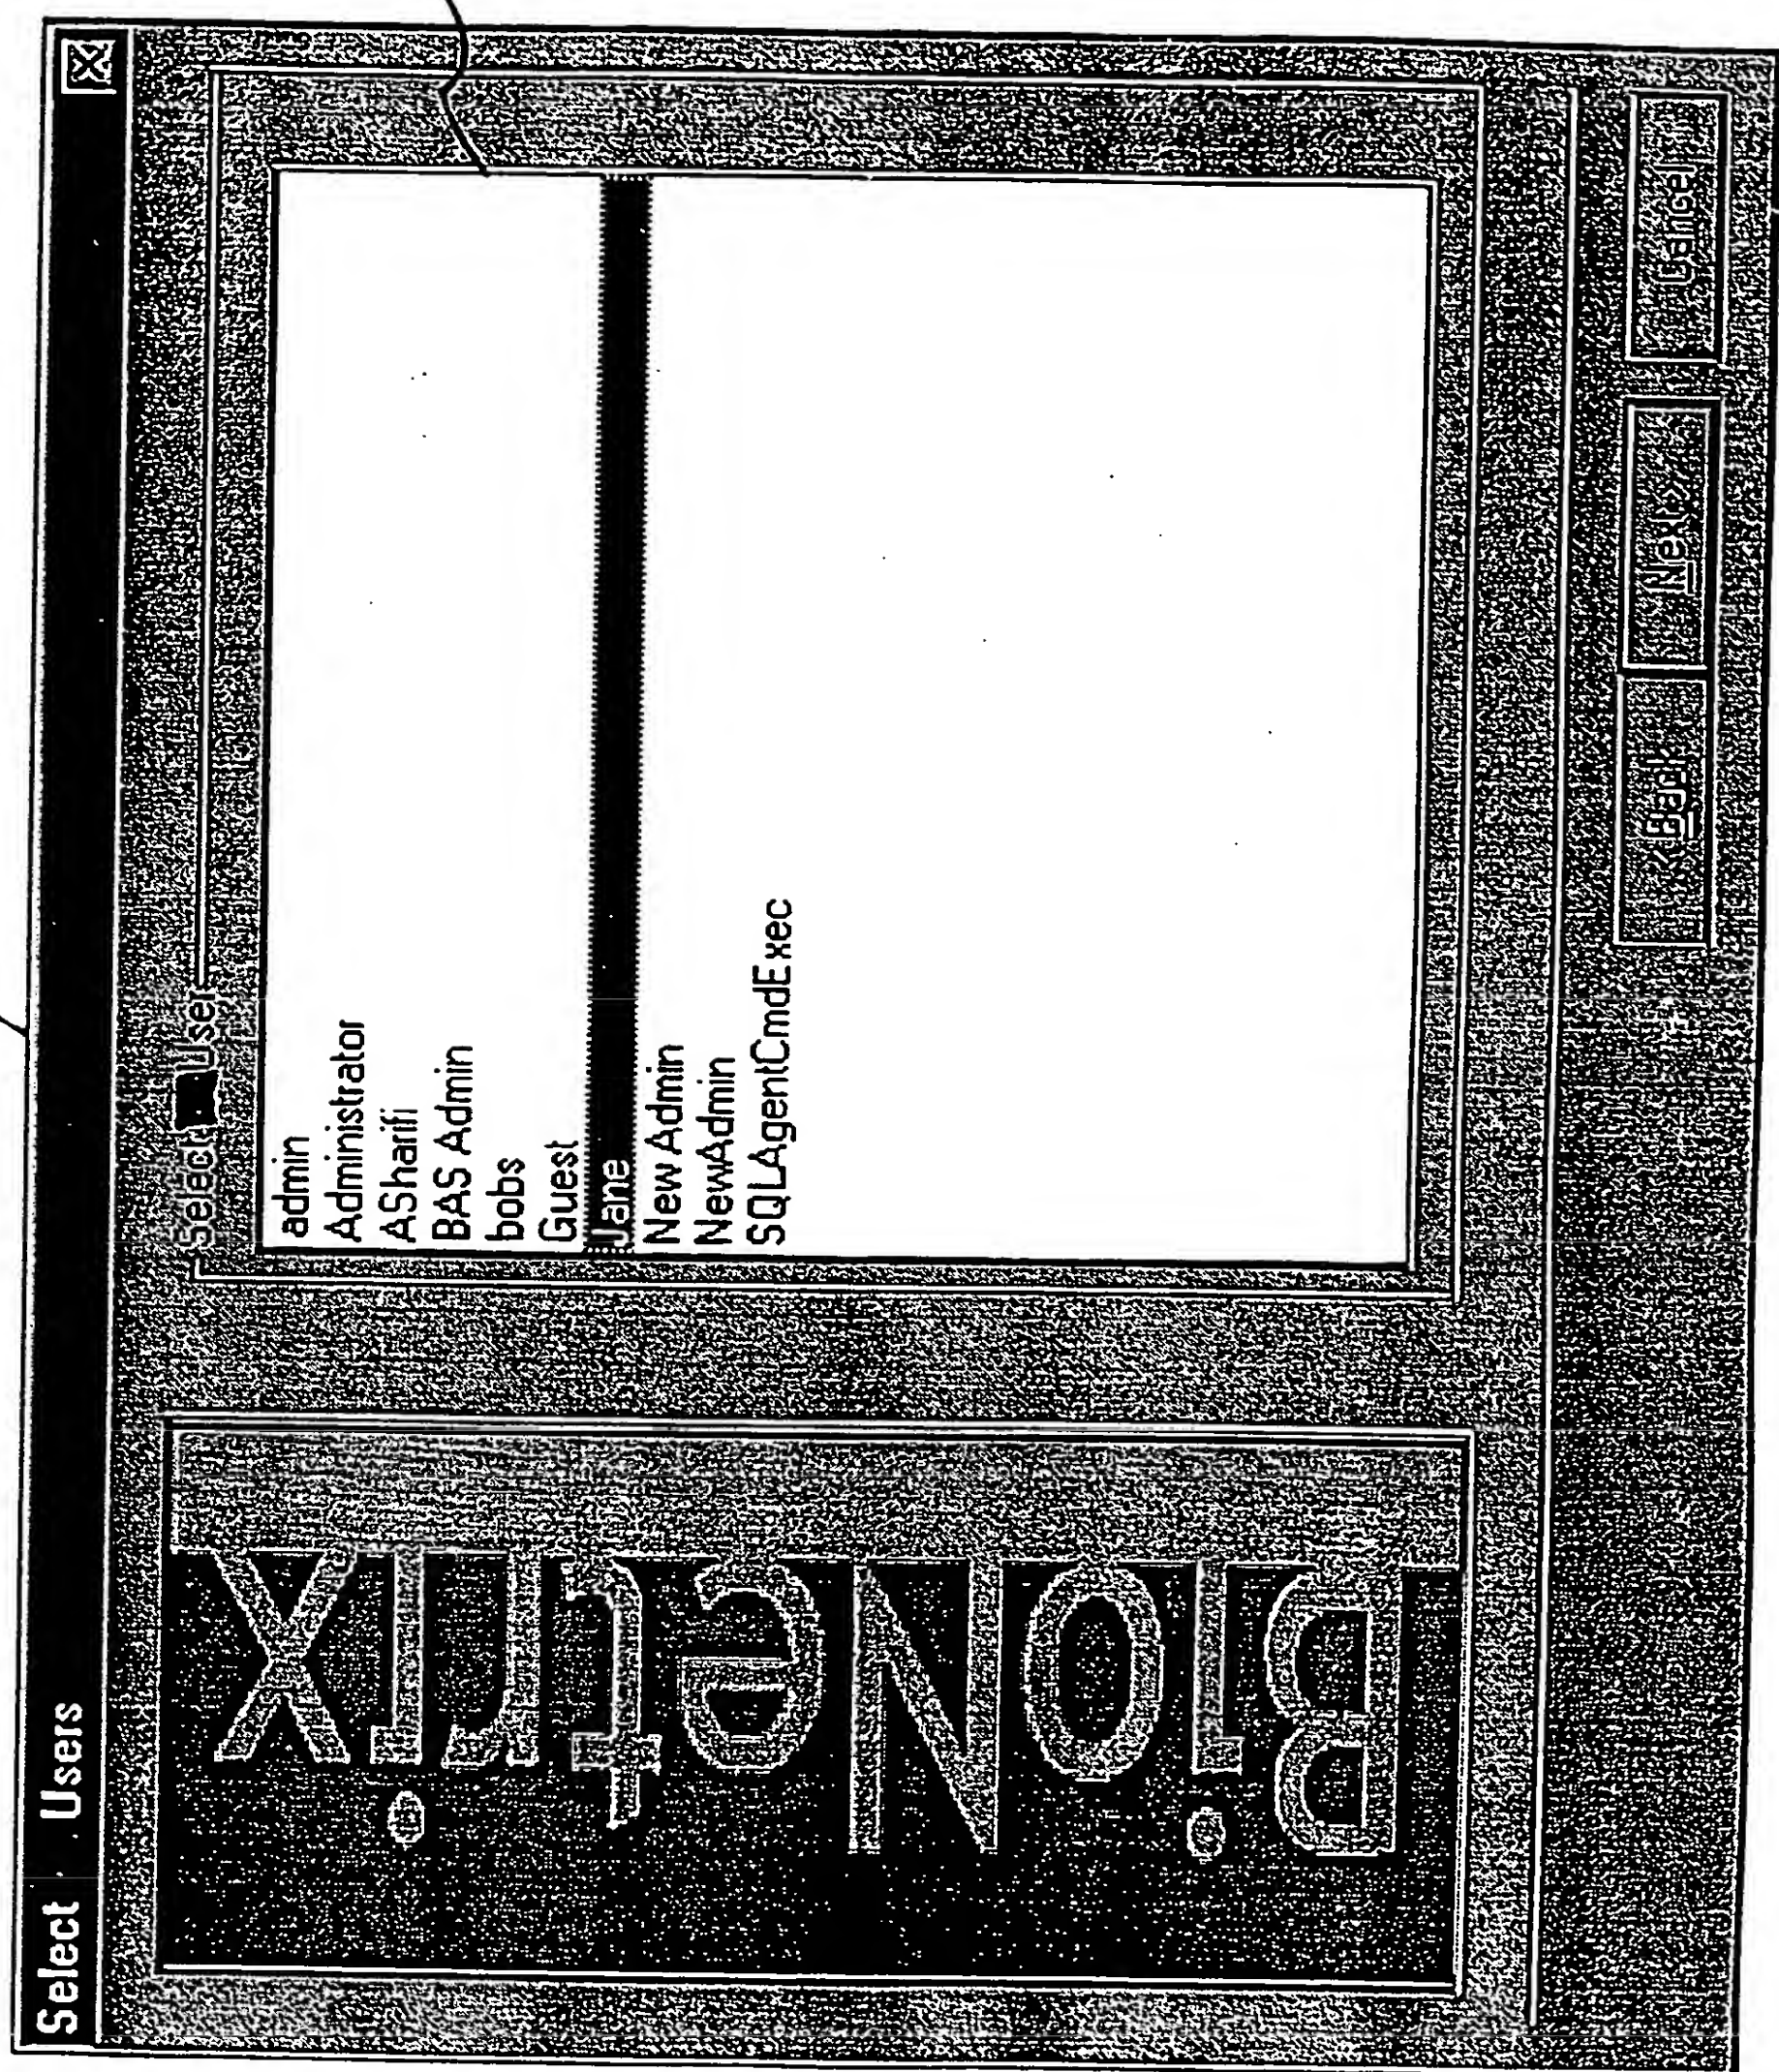 Select Users
Select User
admin
Administrator
ASharifi
BAS Admin
bobs
Guest
Jane
New Admin
NewAdmin
SQLAgentCmdExec
BioNetrix
< Back
Next >
Cancel